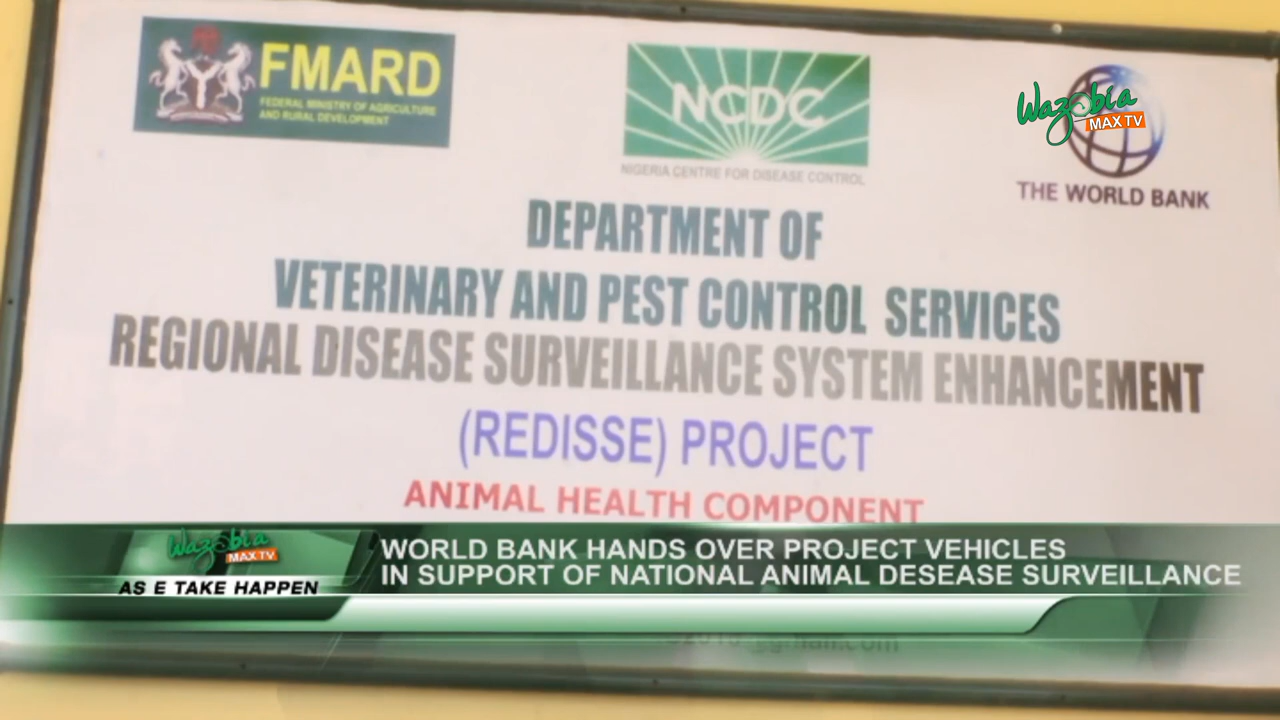 FMARD
FEDERAL MINISTRY OF AGRICULTURE
AND RURAL DEVELOPMENT
NCDC
NIGERIA CENTRE FOR DISEASE CONTROL
Wazobia
MAX TV
THE WORLD BANK
DEPARTMENT OF
VETERINARY AND PEST CONTROL SERVICES
REGIONAL DISEASE SURVEILLANCE SYSTEM ENHANCEMENT
(REDISSE) PROJECT
ANIMAL HEALTH COMPONENT
Wazobia
MAX TV
AS E TAKE HAPPEN
WORLD BANK HANDS OVER PROJECT VEHICLES
IN SUPPORT OF NATIONAL ANIMAL DESEASE SURVEILLANCE